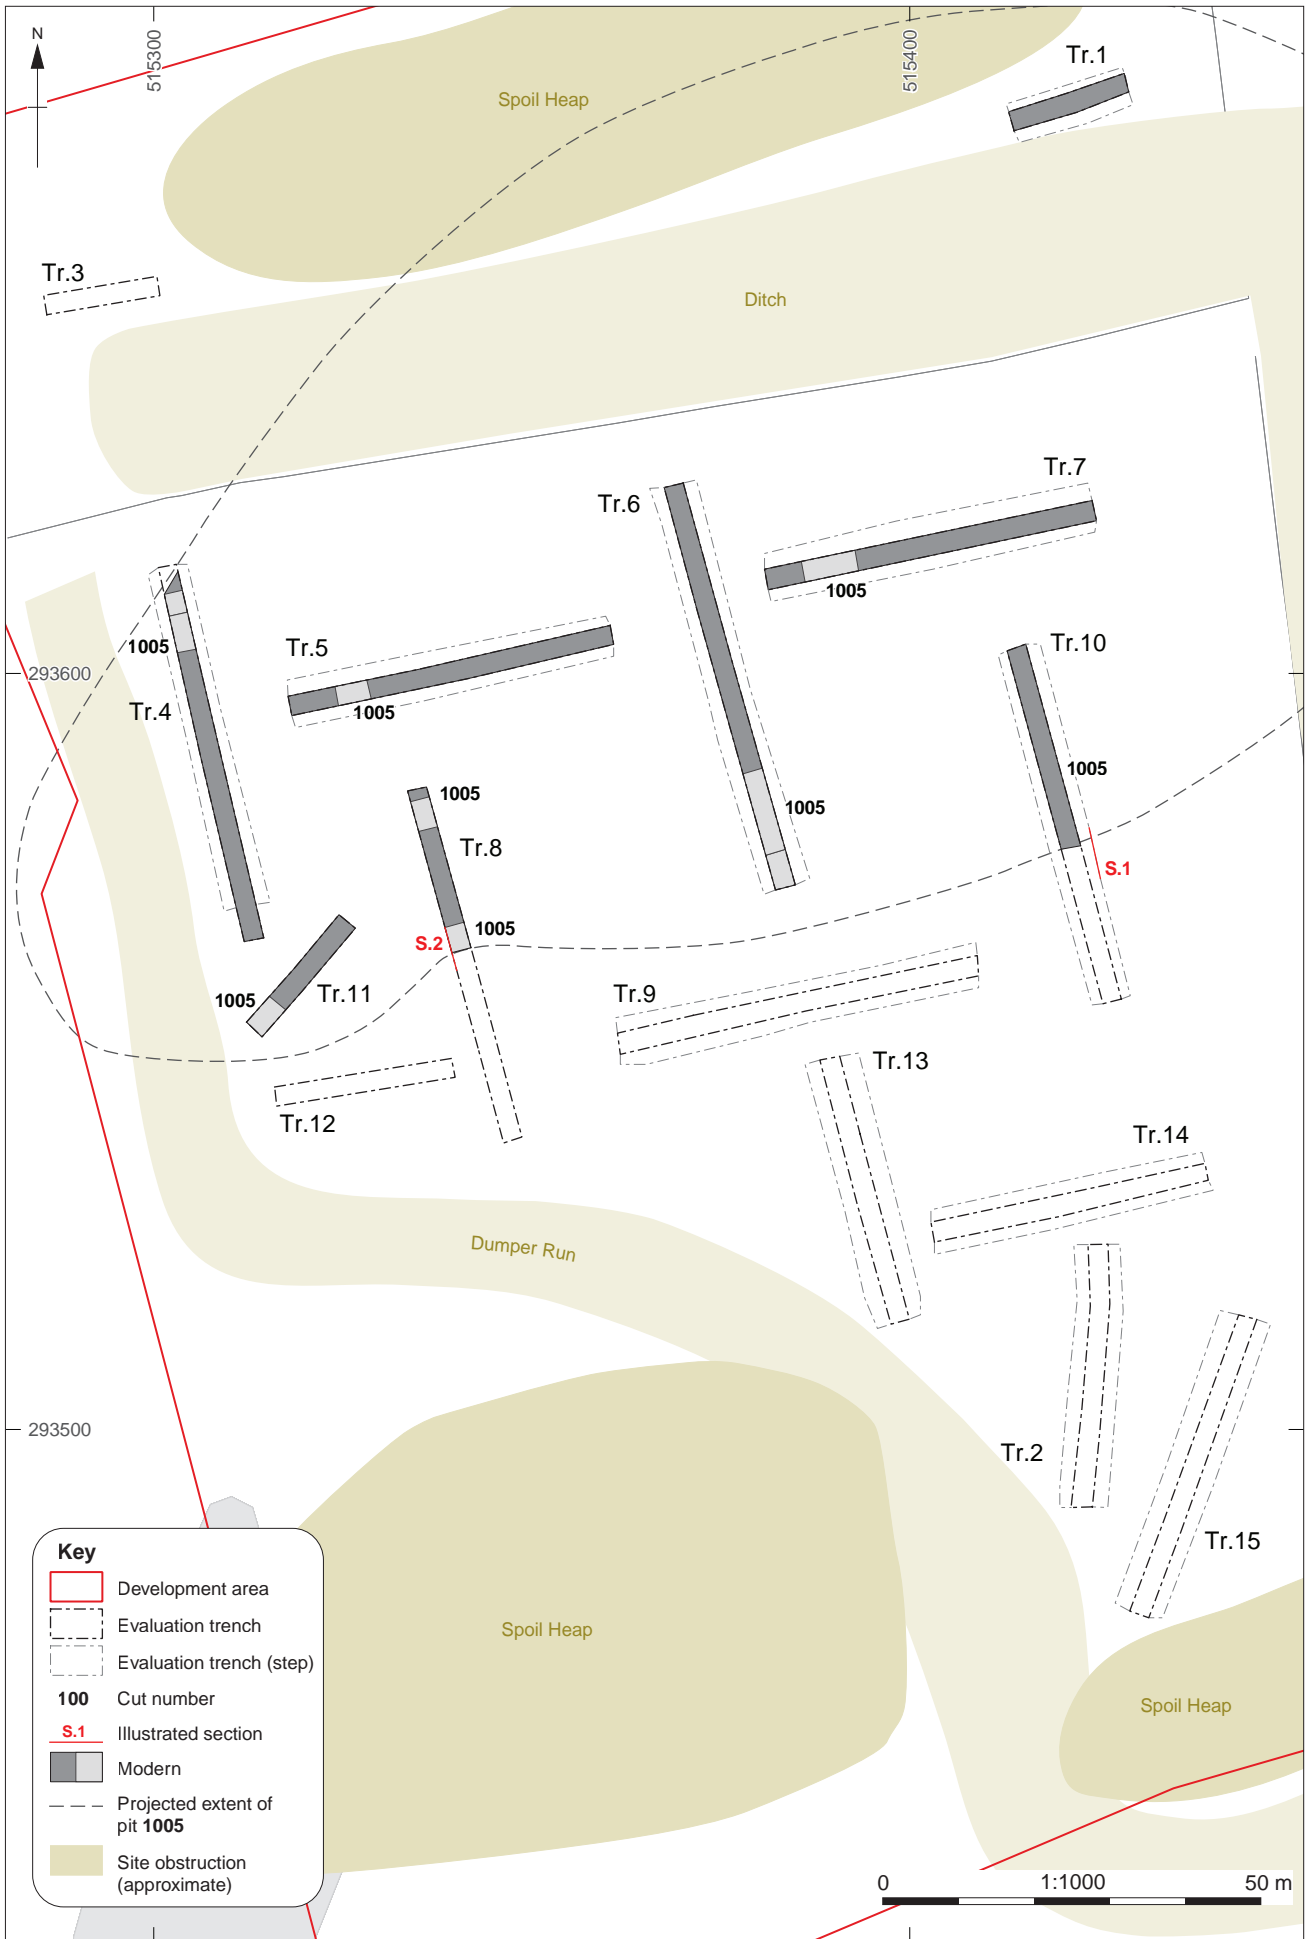 N
515300
515400
Tr.1
Spoil Heap
Tr.3
Ditch
Tr.7
Tr.6
1005
Tr.10
1005
Tr.5
293600
1005
Tr.4
1005
1005
1005
1005
Tr.8
S.1
1005
S.2
Tr.11
1005
Tr.9
Tr.13
Tr.12
Tr.14
Dumper Run
293500
Tr.2
Tr.15
Spoil Heap
Spoil Heap
Key
Development area
Evaluation trench
Evaluation trench (step)
100 Cut number
S.1 Illustrated section
Modern
Projected extent of
pit 1005
Site obstruction
(approximate)
0 1:1000 50 m